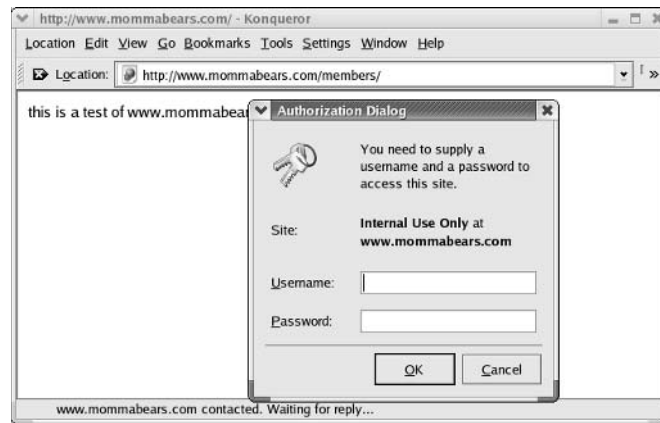 http://www.mommabears.com/ - Konqueror
Location Edit View Go Bookmarks Tools Settings Window Help
Location: http://www.mommabears.com/members/
this is a test of www.mommabear
Authorization Dialog
You need to supply a
username and a password to
access this site.
Site:
Internal Use Only at
www.mommabears.com
Username:
Password:
OK Cancel
www.mommabears.com contacted. Waiting for reply...